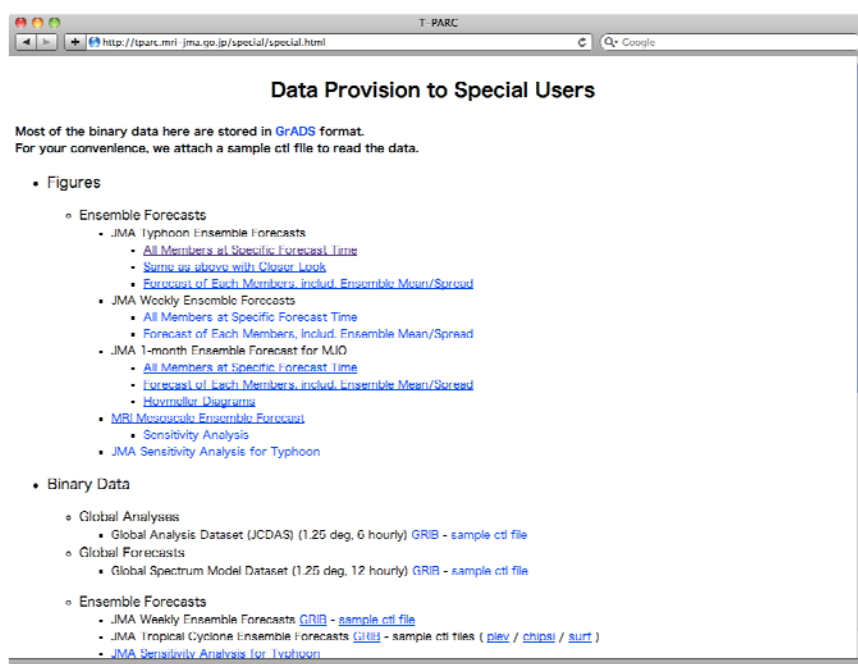 T-PARC
http://tparc.mri-jma.go.jp/special/special.html
Google
Data Provision to Special Users
Most of the binary data here are stored in GrADS format.
For your convenience, we attach a sample ctl file to read the data.
Figures
Ensemble Forecasts
JMA Typhoon Ensemble Forecasts
All Members at Specific Forecast Time
Same as above with Closer Look
Forecast of Each Members, includ. Ensemble Mean/Spread
JMA Weekly Ensemble Forecasts
All Members at Specific Forecast Time
Forecast of Each Members, includ. Ensemble Mean/Spread
JMA 1-month Ensemble Forecast for MJO
All Members at Specific Forecast Time
Forecast of Each Members, includ. Ensemble Mean/Spread
Hovmeller Diagrams
MRI Mesoscale Ensemble Forecast
Sensitivity Analysis
JMA Sensitivity Analysis for Typhoon
Binary Data
Global Analyses
Global Analysis Dataset (JCDAS) (1.25 deg, 6 hourly) GRIB - sample ctl file
Global Forecasts
Global Spectrum Model Dataset (1.25 deg, 12 hourly) GRIB - sample ctl file
Ensemble Forecasts
JMA Weekly Ensemble Forecasts GRIB - sample ctl file
JMA Tropical Cyclone Ensemble Forecasts GRIB - sample ctl files ( plev / chipsi / surf )
JMA Sensitivity Analysis for Typhoon